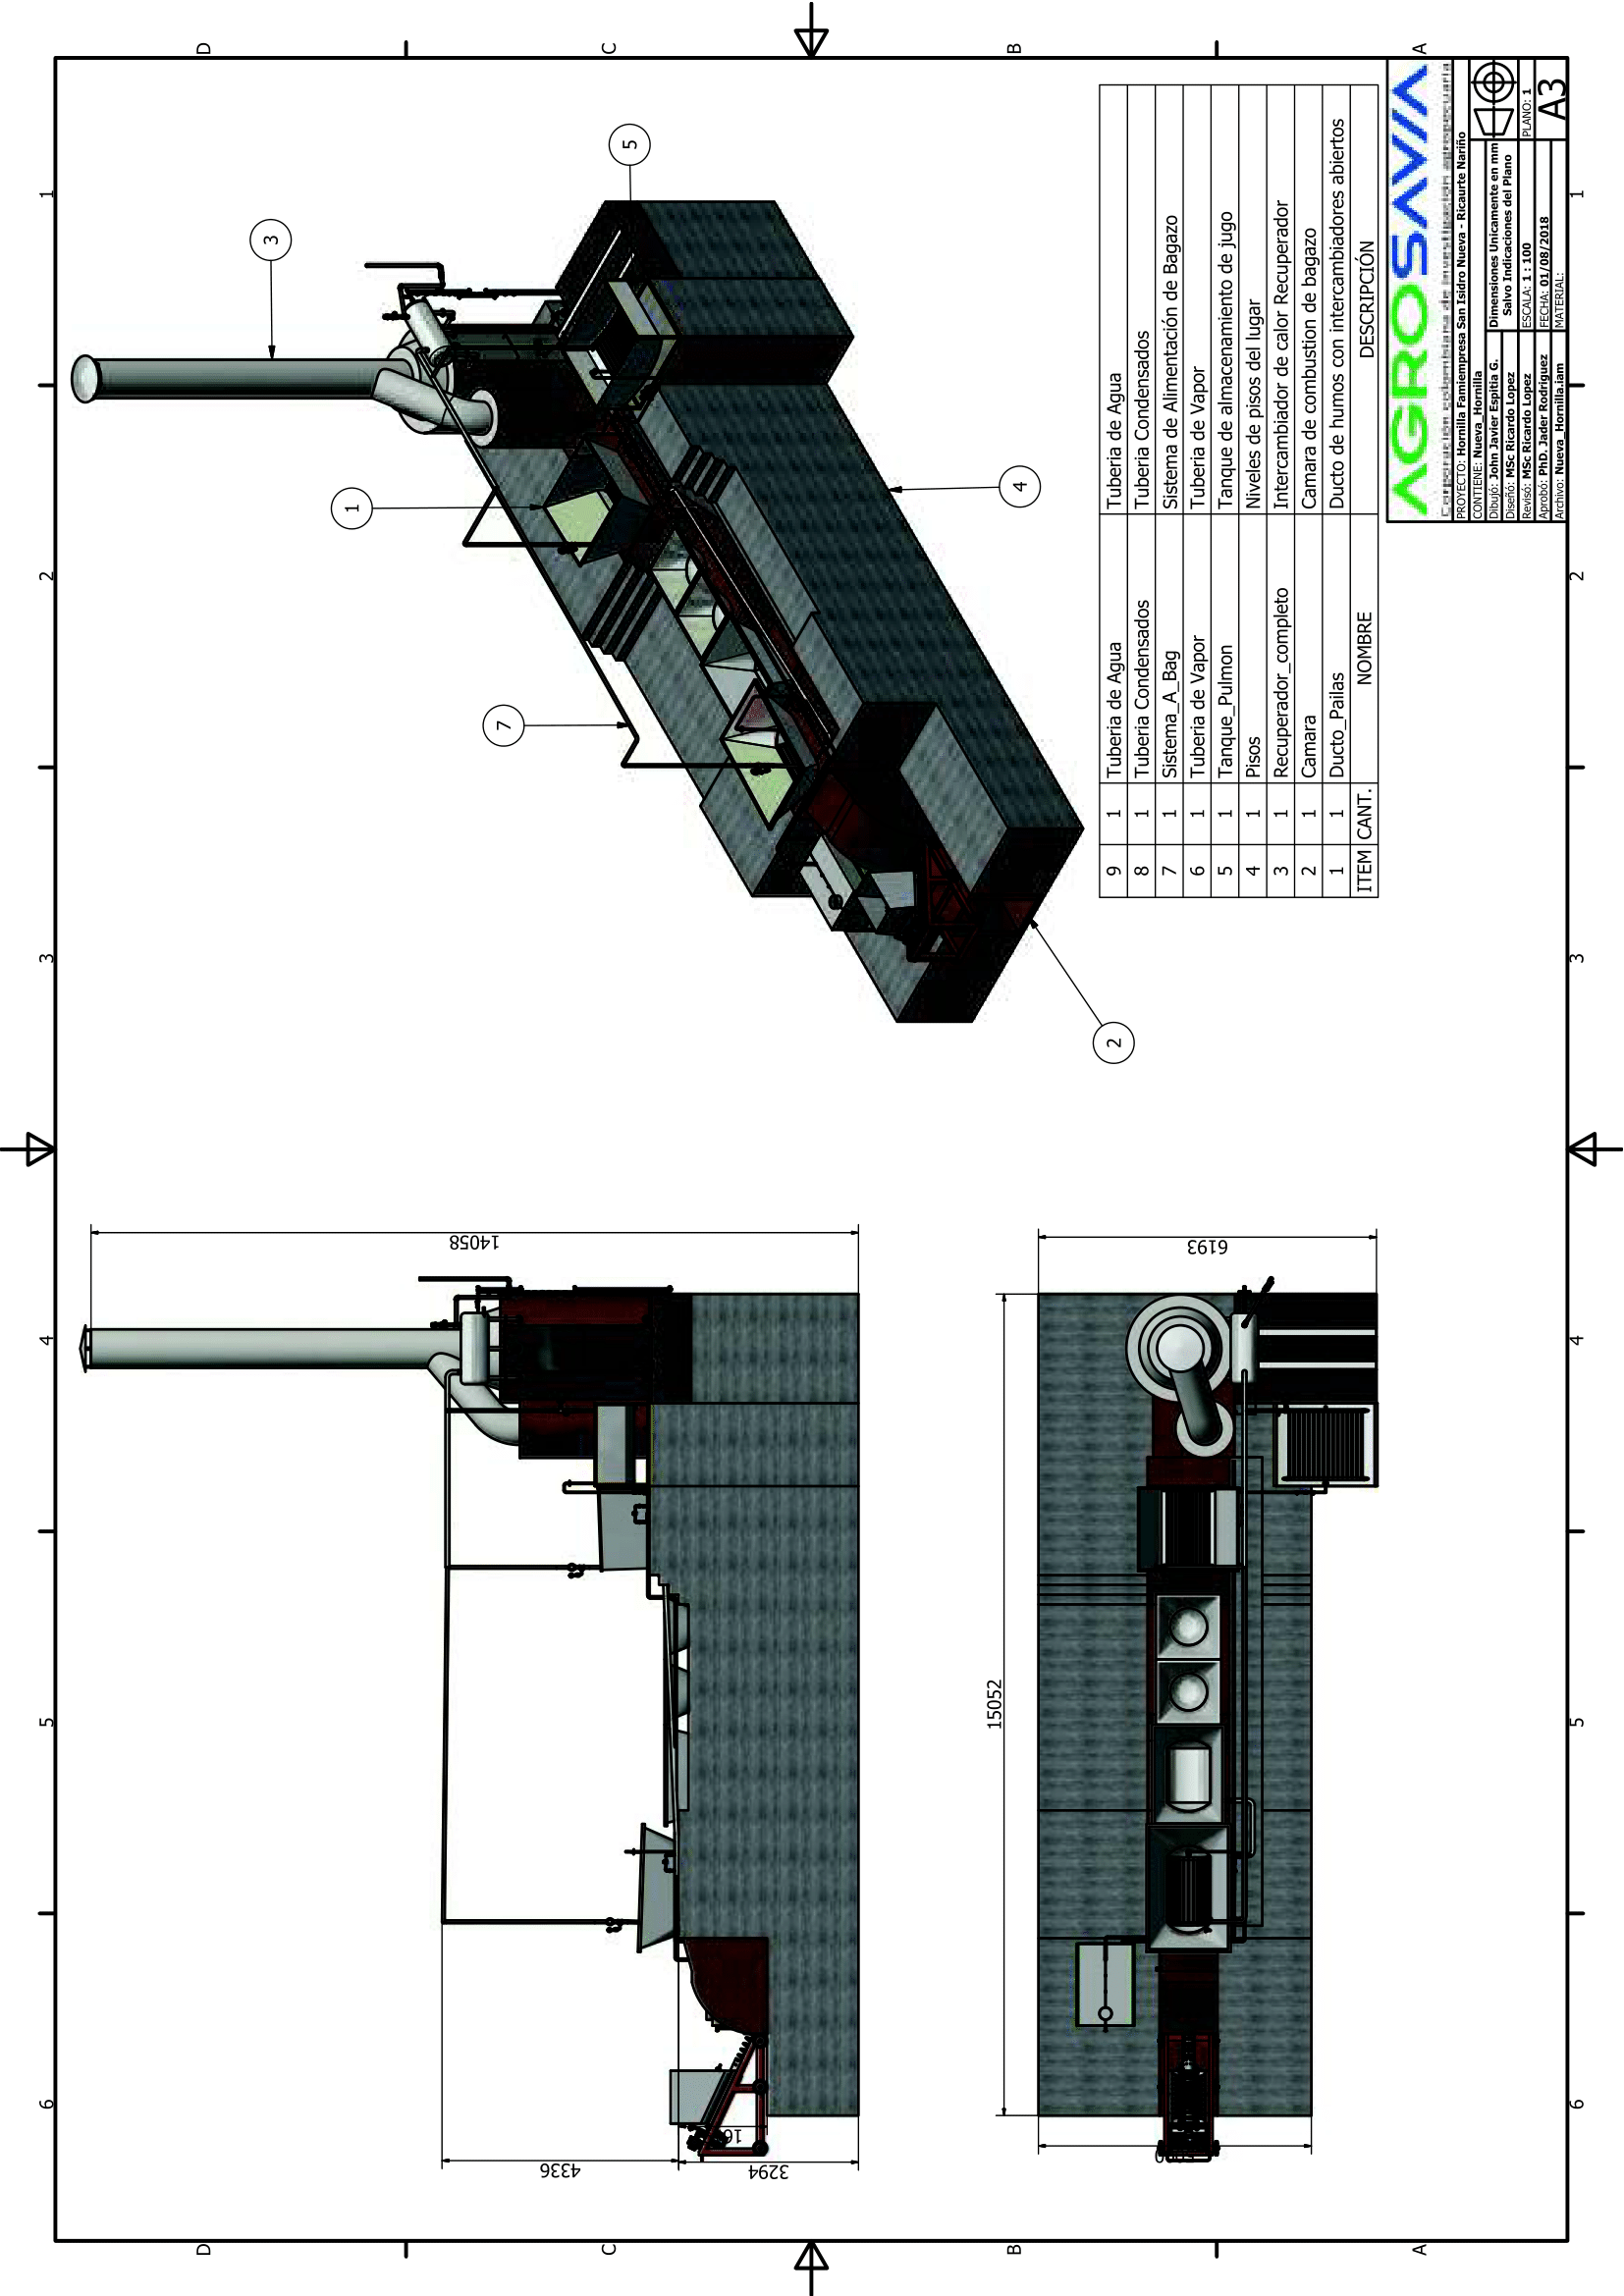 D
C
B
A
1
2
3
4
5
6
1
2
3
4
5
6
D
C
B
A
14058
4336
3294
15052
6193
3
5
1
7
4
2
9 1 Tuberia de Agua Tuberia de Agua
8 1 Tuberia Condensados Tuberia Condensados
7 1 Sistema_A_Bag Sistema de Alimentación de Bagazo
6 1 Tuberia de Vapor Tuberia de Vapor
5 1 Tanque_Pulmon Tanque de almacenamiento de jugo
4 1 Pisos Niveles de pisos del lugar
3 1 Recuperador_completo Intercambiador de calor Recuperador
2 1 Camara Camara de combustion de bagazo
1 1 Ducto_Pailas Ducto de humos con intercambiadores abiertos
ITEM CANT. NOMBRE DESCRIPCIÓN
AGROSAVIA
Corporación colombiana de investigación agropecuaria
PROYECTO: Hornilla Famiempresa San Isidro Nueva - Ricaurte Nariño
CONTIENE: Nueva_Hornilla
Dibujó: John Javier Espitia G.
Diseñó: MSc Ricardo Lopez
Revisó: MSc Ricardo Lopez
Aprobó: PhD. Jader Rodriguez
Archivo: Nueva_Hornilla.iam
Dimensiones Unicamente en mm
Salvo Indicaciones del Plano
ESCALA: 1 : 100
PLANO: 1
FECHA: 01/08/2018
MATERIAL:
A3